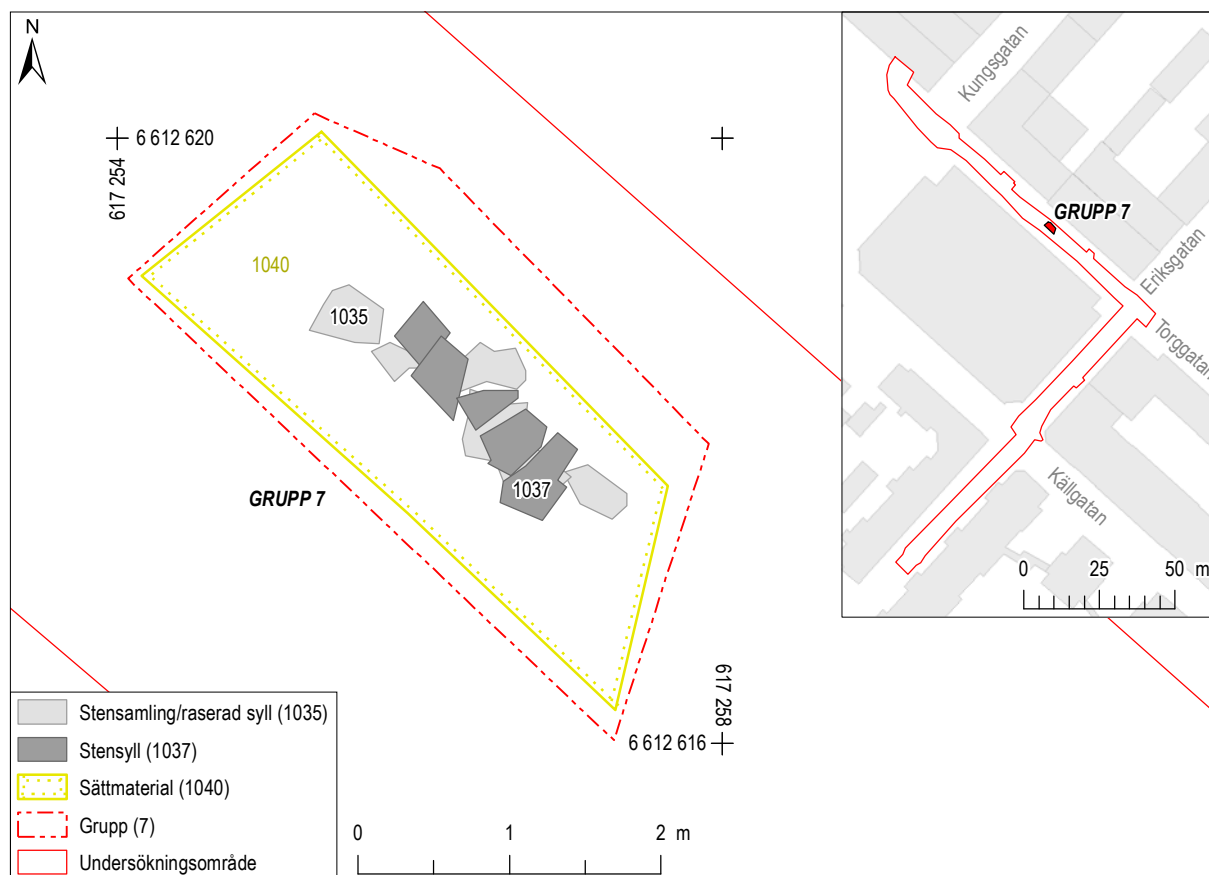 N
6 612 620
617 254
1040
1035
GRUPP 7
1037
617 258
6 612 616
Stensamling/raserad syll (1035)
Stensyll (1037)
Sättmaterial (1040)
Grupp (7)
Undersökningsområde
0 1 2 m
Kungsgatan
GRUPP 7
Eriksgatan
Torggatan
Källgatan
0 25 50 m